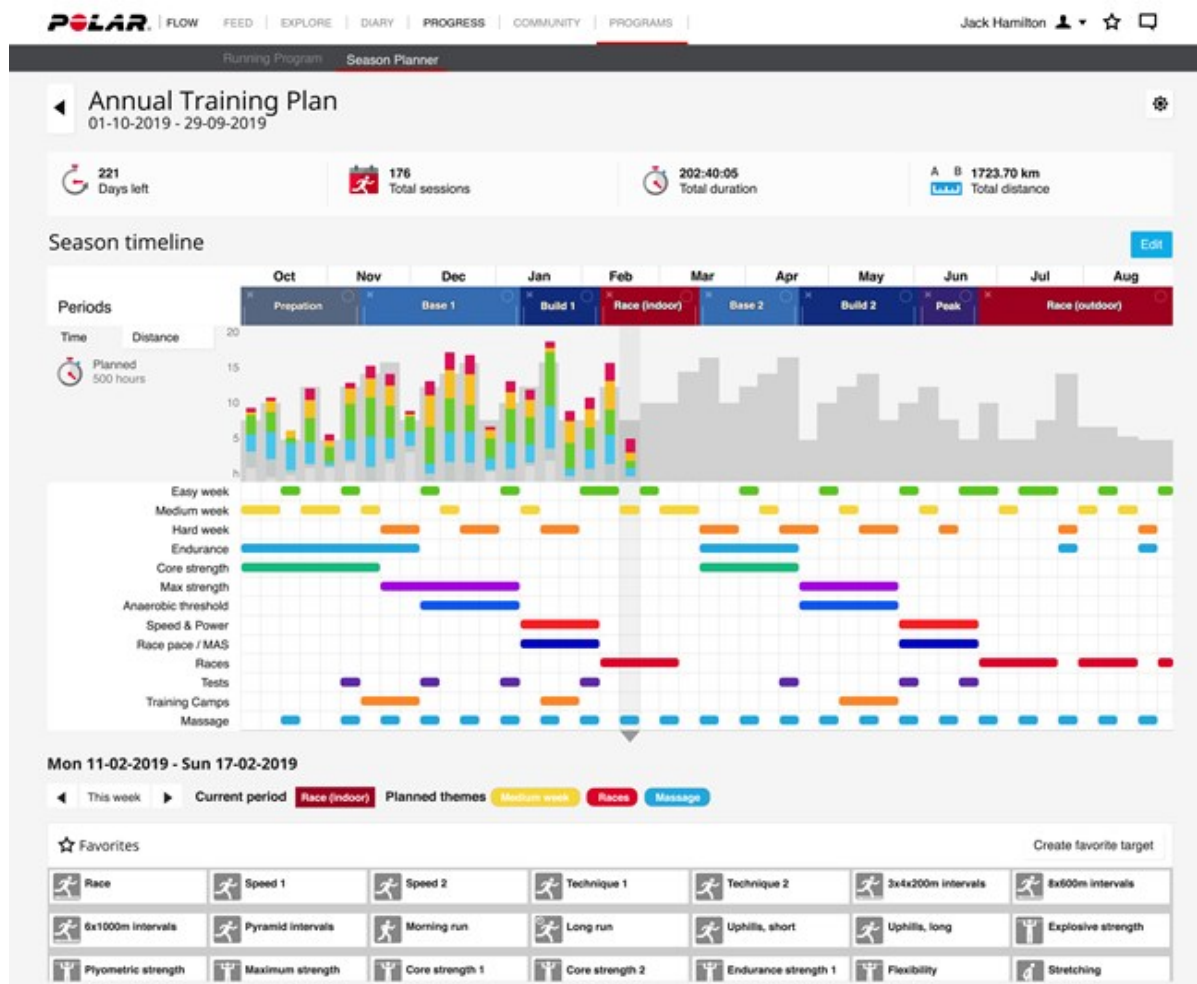 POLAR. FLOW FEED EXPLORE DIARY PROGRESS COMMUNITY PROGRAMS Jack Hamilton
Running Program Season Planner
Annual Training Plan
01-10-2019 - 29-09-2019
221 176 202:40:05 A B 1723.70 km
Days left Total sessions Total duration Total distance
Season timeline Edit
Oct Nov Dec Jan Feb Mar Apr May Jun Jul Aug
Periods Prepation Base 1 Build 1 Race (indoor) Base 2 Build 2 Peak Race (outdoor)
Time Distance 20
Planned
500 hours
15
10
5
h
Easy week
Medium week
Hard week
Endurance
Core strength
Max strength
Anaerobic threshold
Speed & Power
Race pace / MAS
Races
Tests
Training Camps
Massage
Mon 11-02-2019 - Sun 17-02-2019
This week Current period Race (Indoor) Planned themes Medium week Races Massage
Favorites Create favorite target
Race Speed 1 Speed 2 Technique 1 Technique 2 3x4x200m intervals 8x600m intervals
6x1000m intervals Pyramid intervals Morning run Long run Uphills, short Uphills, long Explosive strength
Plyometric strength Maximum strength Core strength 1 Core strength 2 Endurance strength 1 Flexibility Stretching